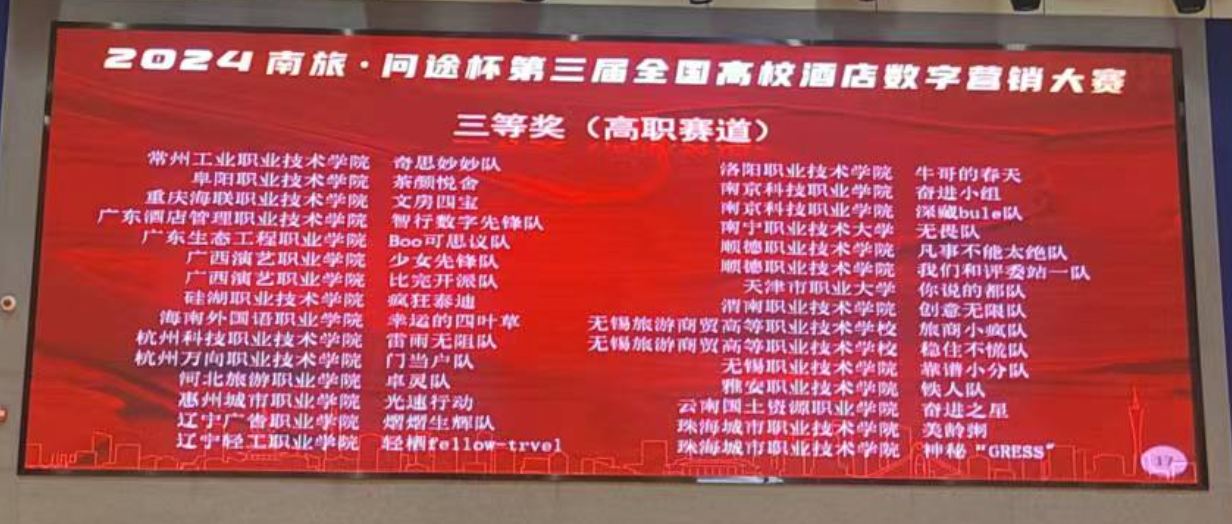 2024南旅·问途杯第三届全国高校酒店数字营销大赛
三等奖（高职赛道）
常州工业职业技术学院 奇思妙妙队
阜阳职业技术学院 茶颜悦舍
重庆海联职业技术学院 文房四宝
广东酒店管理职业技术学院 智行数字先锋队
广东生态工程职业学院 Boo可思议队
广西演艺职业学院 少女先锋队
广西演艺职业学院 比完开派队
硅湖职业技术学院 疯狂泰迪
海南外国语职业学院 幸运的四叶草
杭州科技职业技术学院 雷雨无阻队
杭州万向职业技术学院 门当户队
河北旅游职业学院 卓灵队
惠州城市职业学院 光速行动
辽宁广告职业学院 熠熠生辉队
辽宁轻工职业学院 轻栖fellow-trvel
洛阳职业技术学院 牛哥的春天
南京科技职业学院 奋进小组
南京科技职业学院 深藏bule队
南宁职业技术大学 无畏队
顺德职业技术学院 凡事不能太绝队
顺德职业技术学院 我们和评委站一队
天津市职业大学 你说的都队
渭南职业技术学院 创意无限队
无锡旅游商贸高等职业技术学校 旅商小疯队
无锡旅游商贸高等职业技术学校 稳住不慌队
无锡职业技术学院 靠谱小分队
雅安职业技术学院 铁人队
云南国土资源职业学院 奋进之星
珠海城市职业技术学院 美龄粥
珠海城市职业技术学院 神秘“GRESS”
17